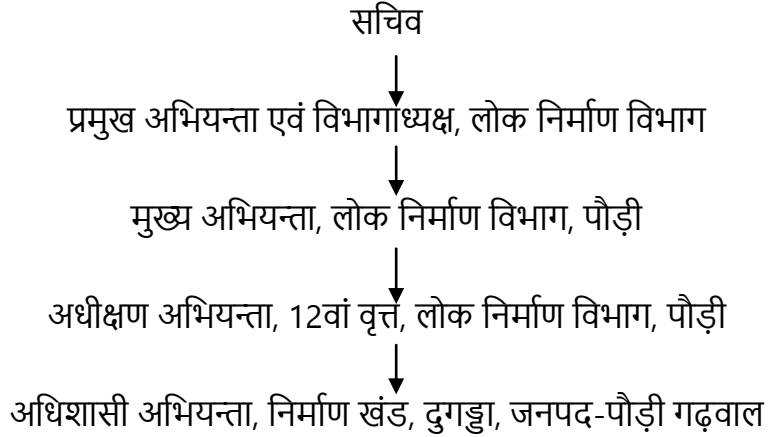 सचिव
प्रमुख अभियन्ता एवं विभागाध्यक्ष, लोक निर्माण विभाग
मुख्य अभियन्ता, लोक निर्माण विभाग, पौड़ी
अधीक्षण अभियन्ता, 12वां वृत्त, लोक निर्माण विभाग, पौड़ी
अधिशासी अभियन्ता, निर्माण खंड, दुगड्डा, जनपद-पौड़ी गढ़वाल